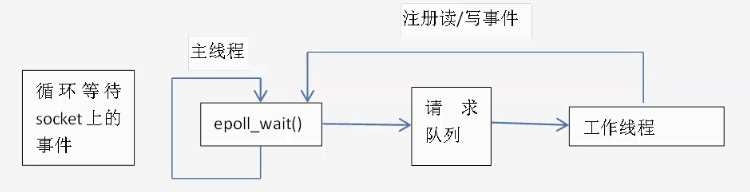 注册读/写事件
主线程
循环等待
socket上的
事件
epoll_wait()
请求
队列
工作线程